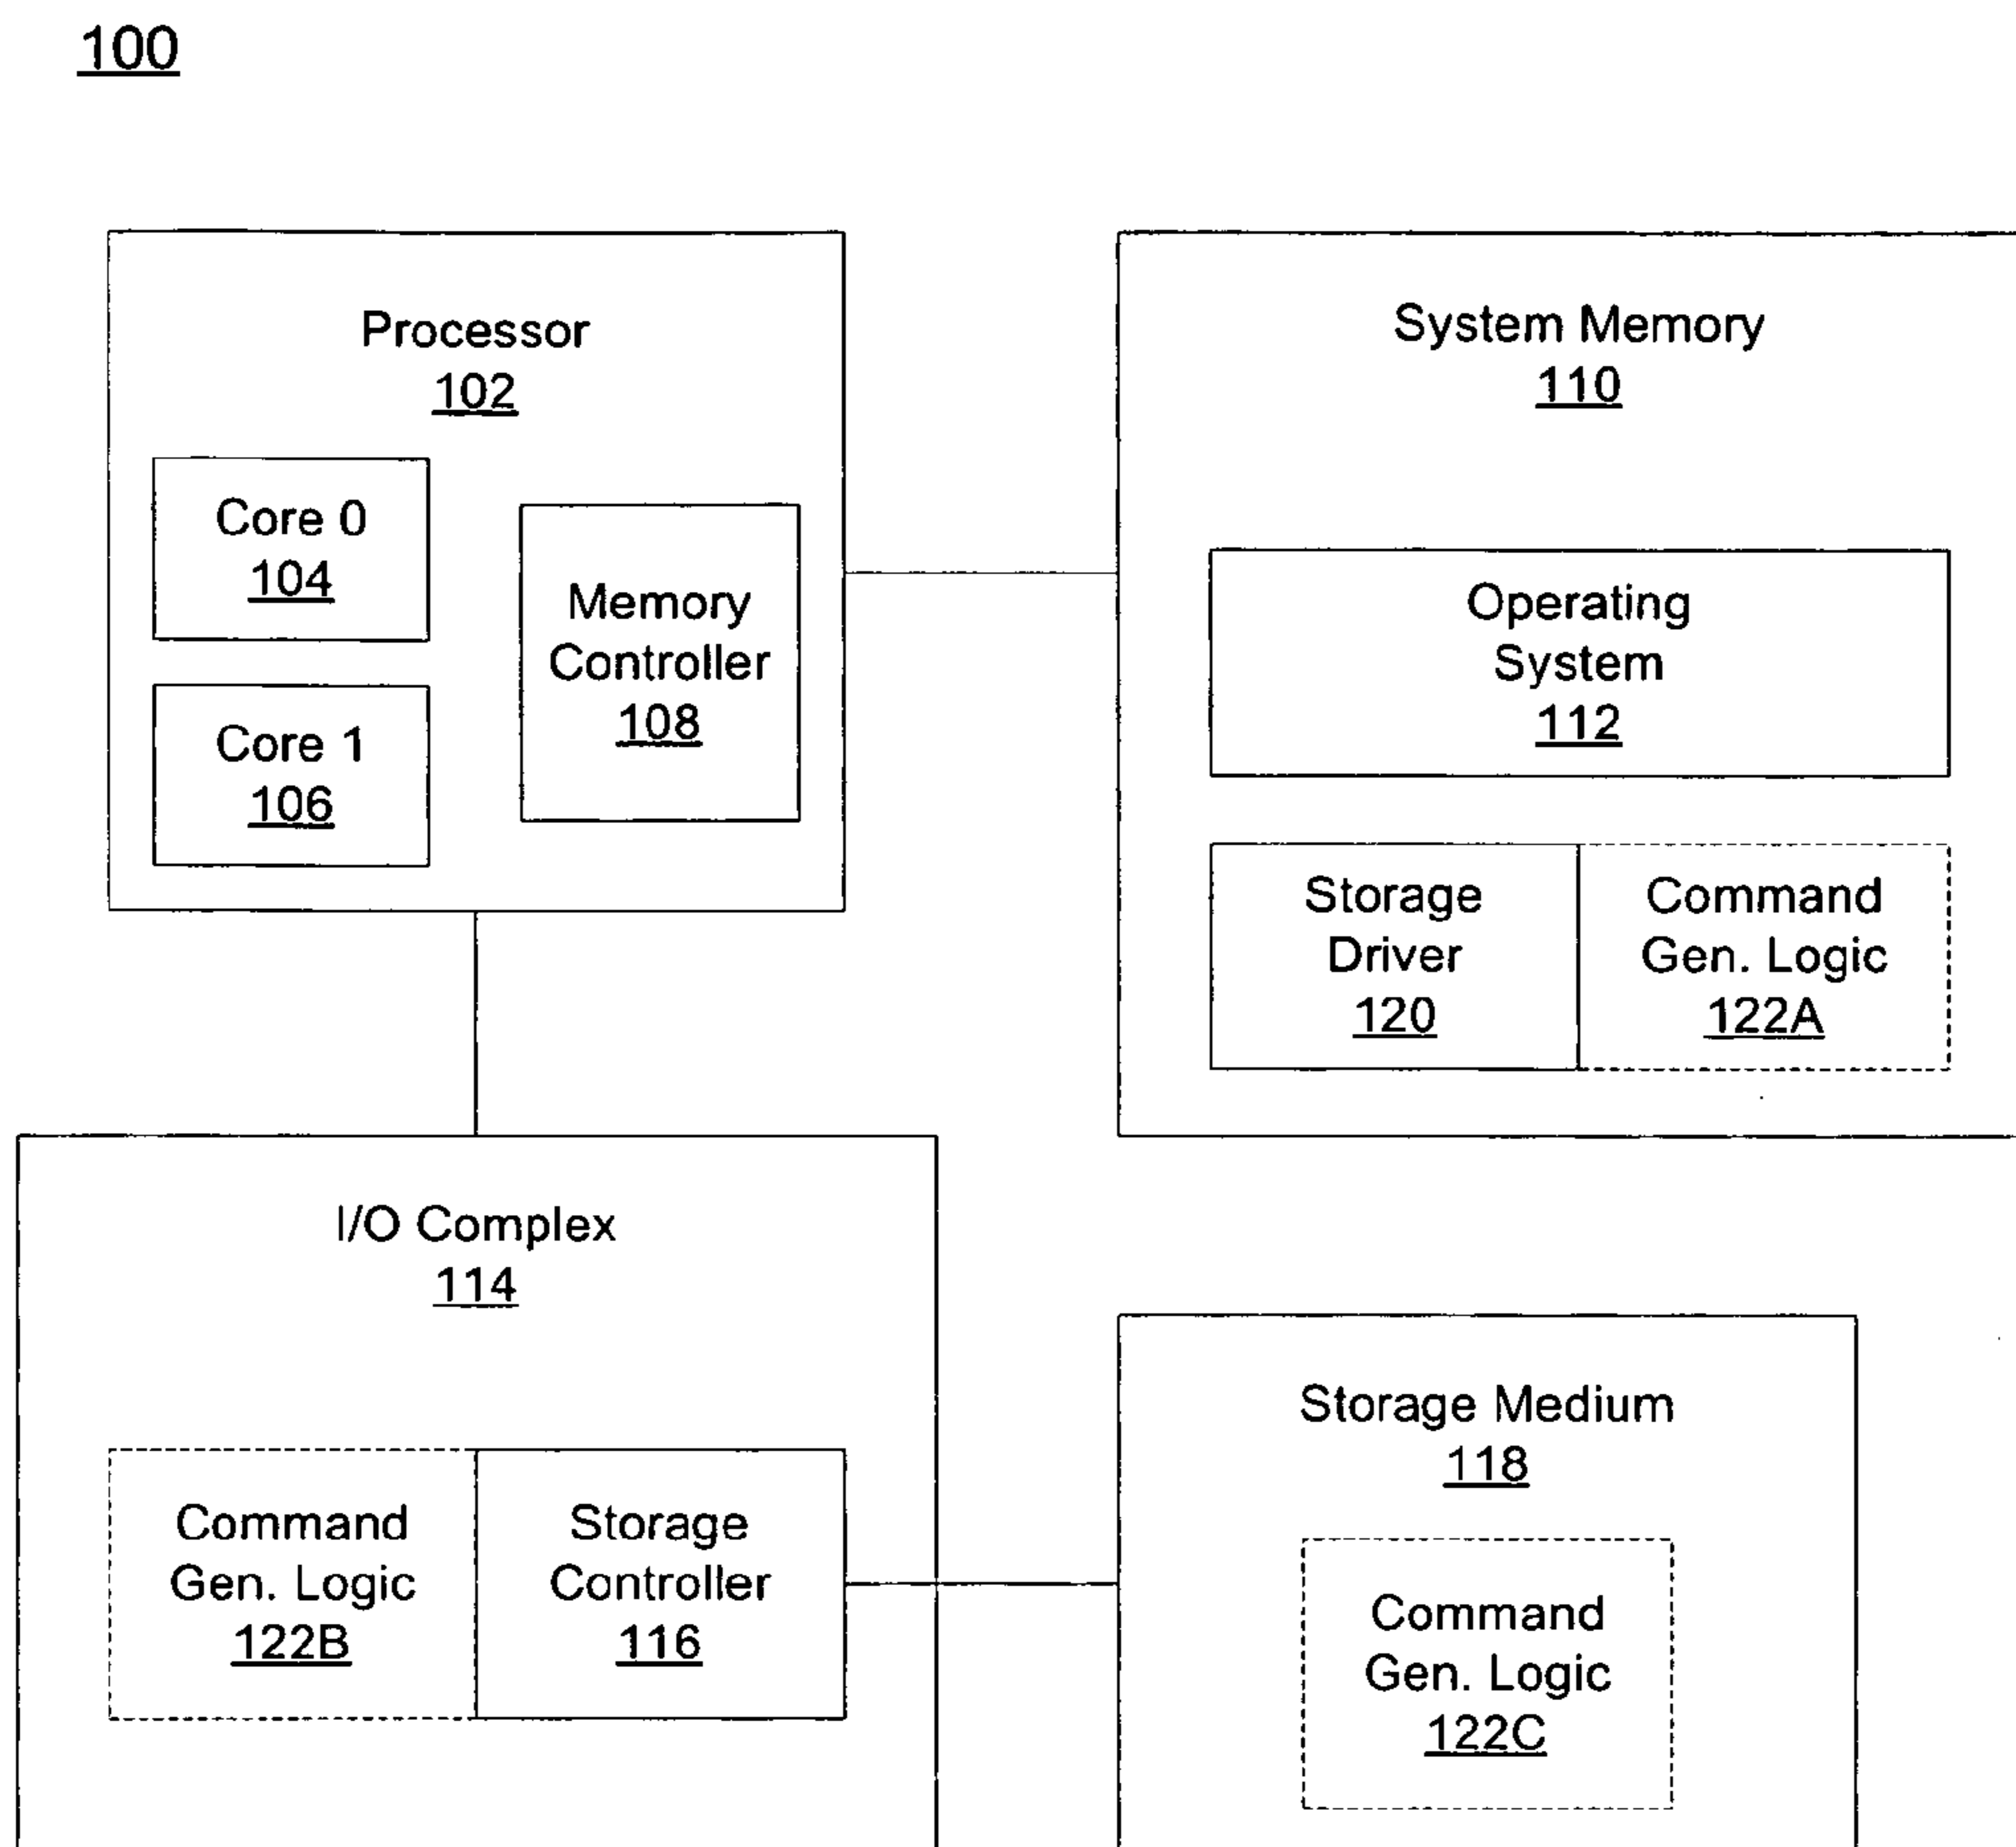 100
Processor
102
Core 0
104
Core 1
106
Memory
Controller
108
System Memory
110
Operating
System
112
Storage
Driver
120
Command
Gen. Logic
122A
I/O Complex
114
Command
Gen. Logic
122B
Storage
Controller
116
Storage Medium
118
Command
Gen. Logic
122C